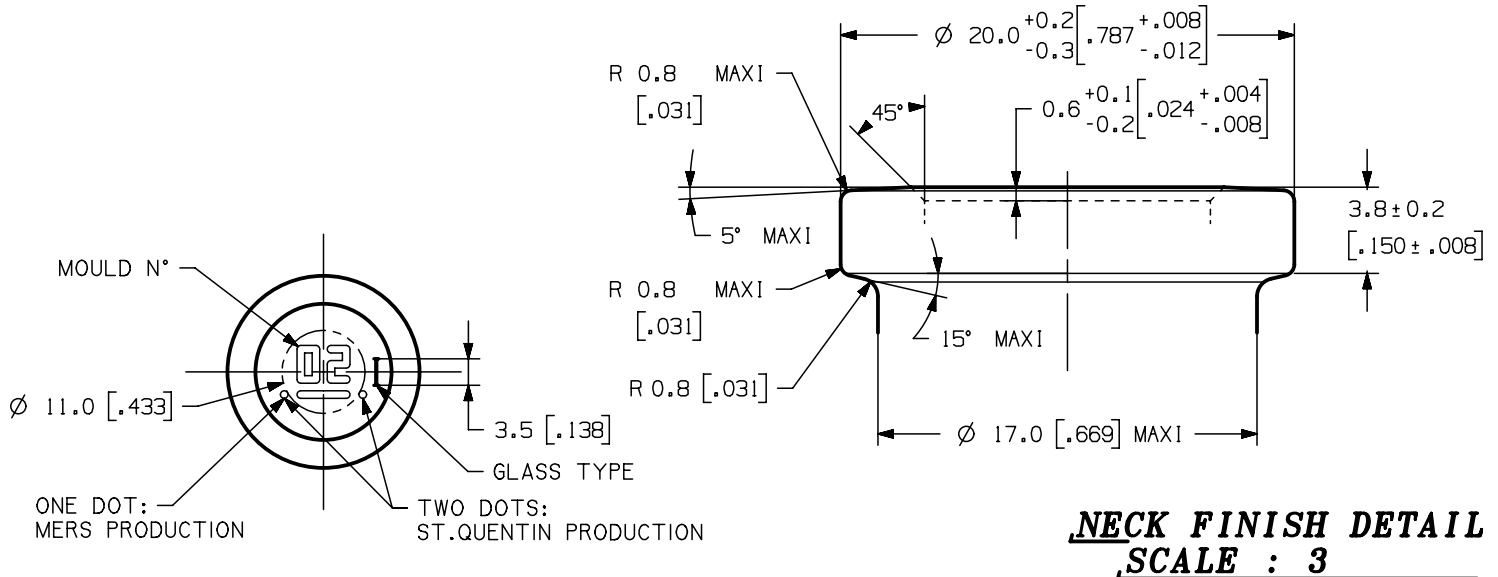 Ø 20.0 +0.2 -0.3 [.787 +.008 -.012]
R 0.8 MAXI
[.031]
45°
0.6 +0.1 -0.2 [.024 +.004 -.008]
5° MAXI
3.8±0.2
[.150±.008]
R 0.8 MAXI
[.031]
15° MAXI
R 0.8 [.031]
Ø 17.0 [.669] MAXI
MOULD N°
02
Ø 11.0 [.433]
3.5 [.138]
GLASS TYPE
ONE DOT:
MERS PRODUCTION
TWO DOTS:
ST.QUENTIN PRODUCTION
NECK FINISH DETAIL
SCALE : 3